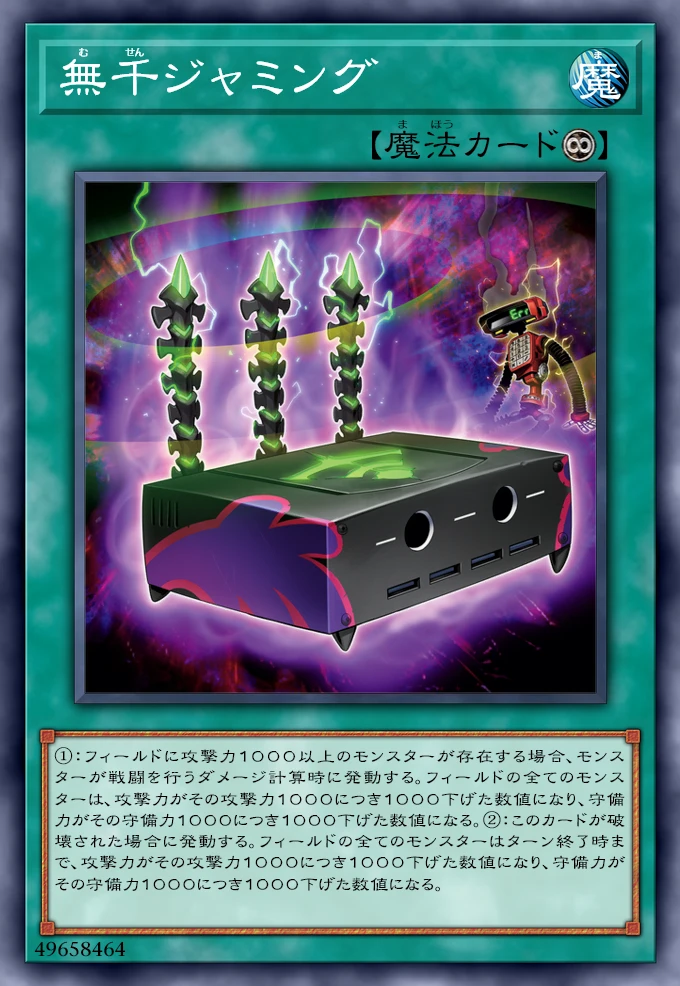 むせん
無千ジャミング
ま
魔
まほう
【魔法カード】
Err
①：フィールドに攻撃力１０００以上のモンスターが存在する場合、モンス
ターが戦闘を行うダメージ計算時に発動する。フィールドの全てのモンス
ターは、攻撃力がその攻撃力１０００につき１０００下げた数値になり、守備
力がその守備力１０００につき１０００下げた数値になる。②：このカードが破
壊された場合に発動する。フィールドの全てのモンスターはターン終了時ま
で、攻撃力がその攻撃力１０００につき１０００下げた数値になり、守備力が
その守備力１０００につき１０００下げた数値になる。
49658464